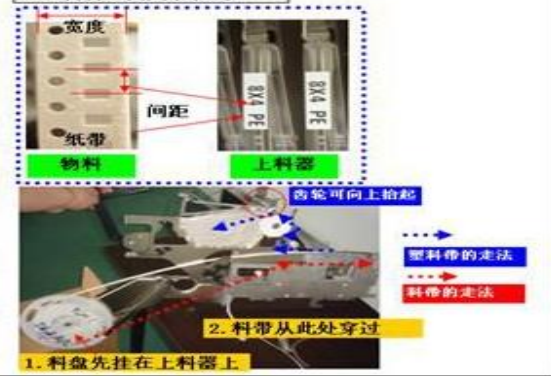 宽度
8X4 PE
8X4 PE
间距
纸带
物料
上料器
齿轮可向上抬起
塑料带的走法
料带的走法
2.料带从此处穿过
1.料盘先挂在上料器上